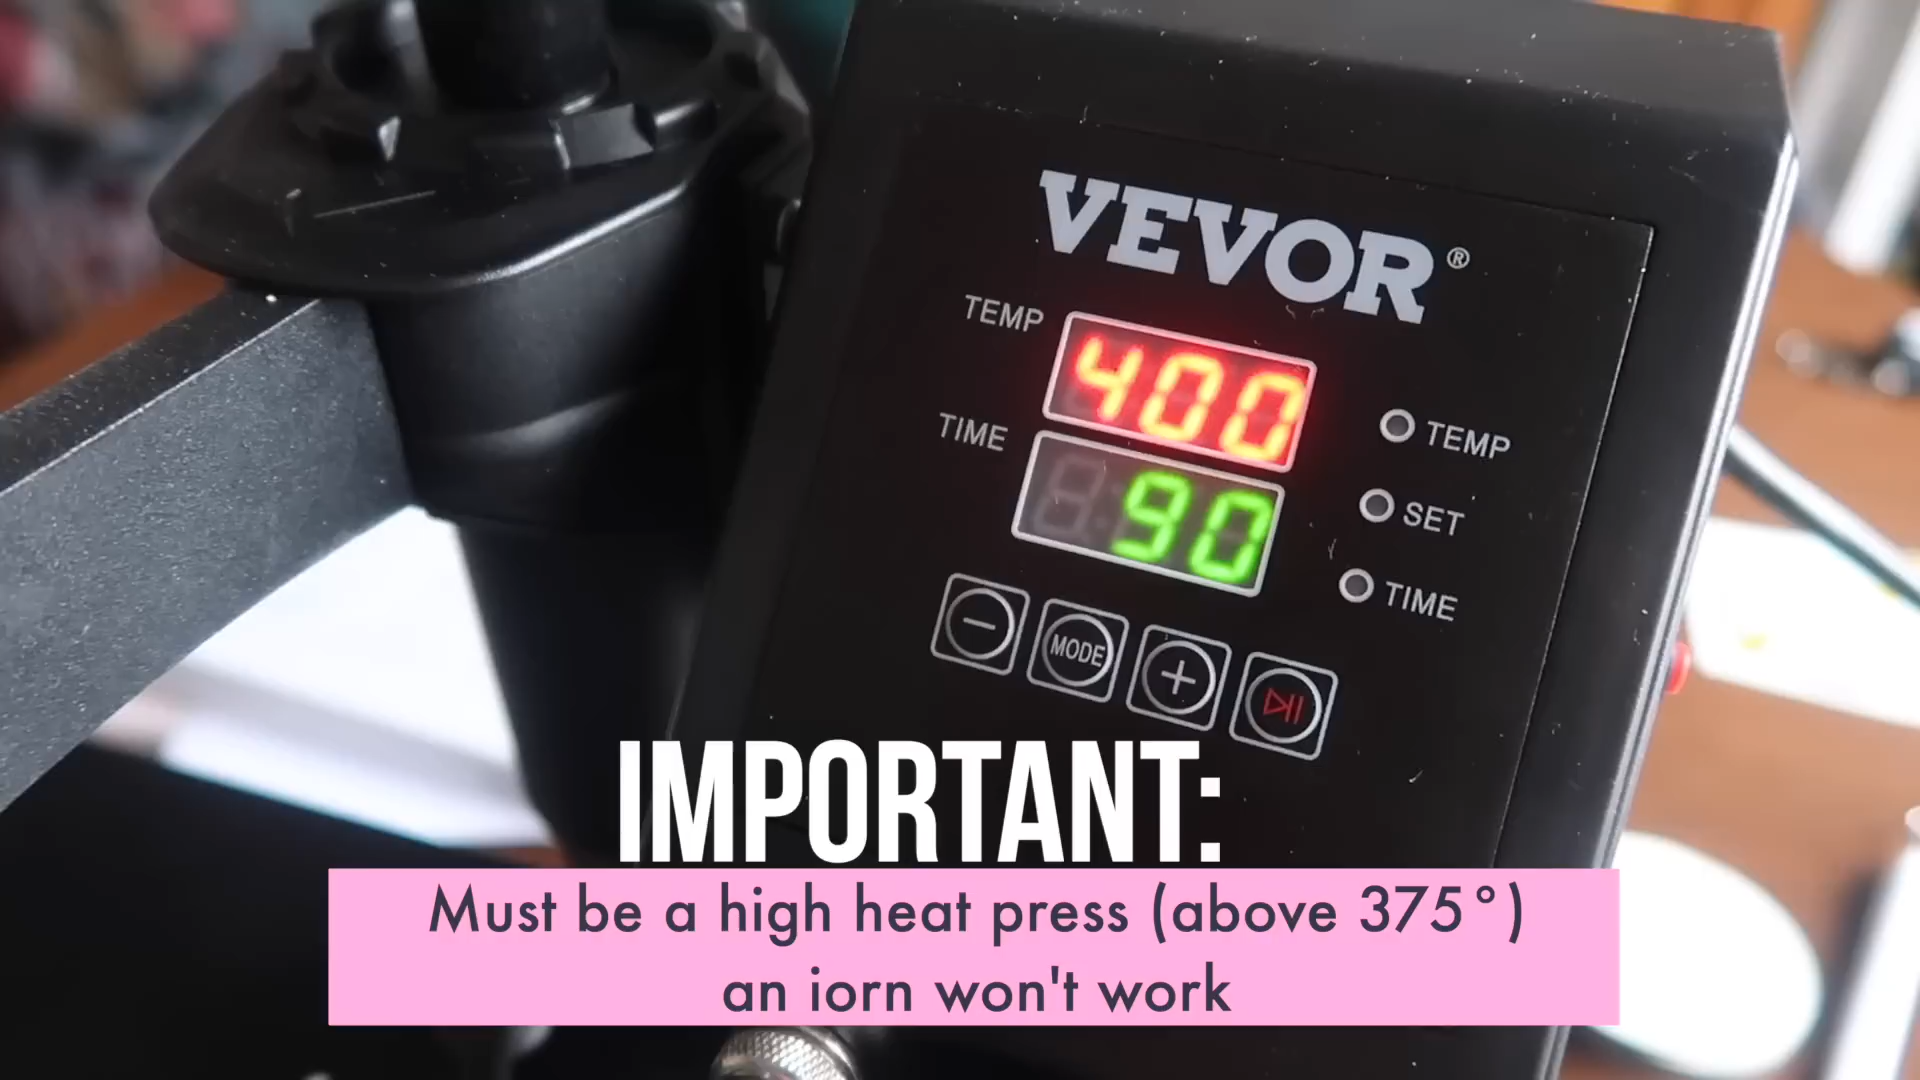 VEVOR®
TEMP
400
TEMP
TIME
90
SET
TIME
MODE
IMPORTANT:
Must be a high heat press (above 375°)
an iorn won't work